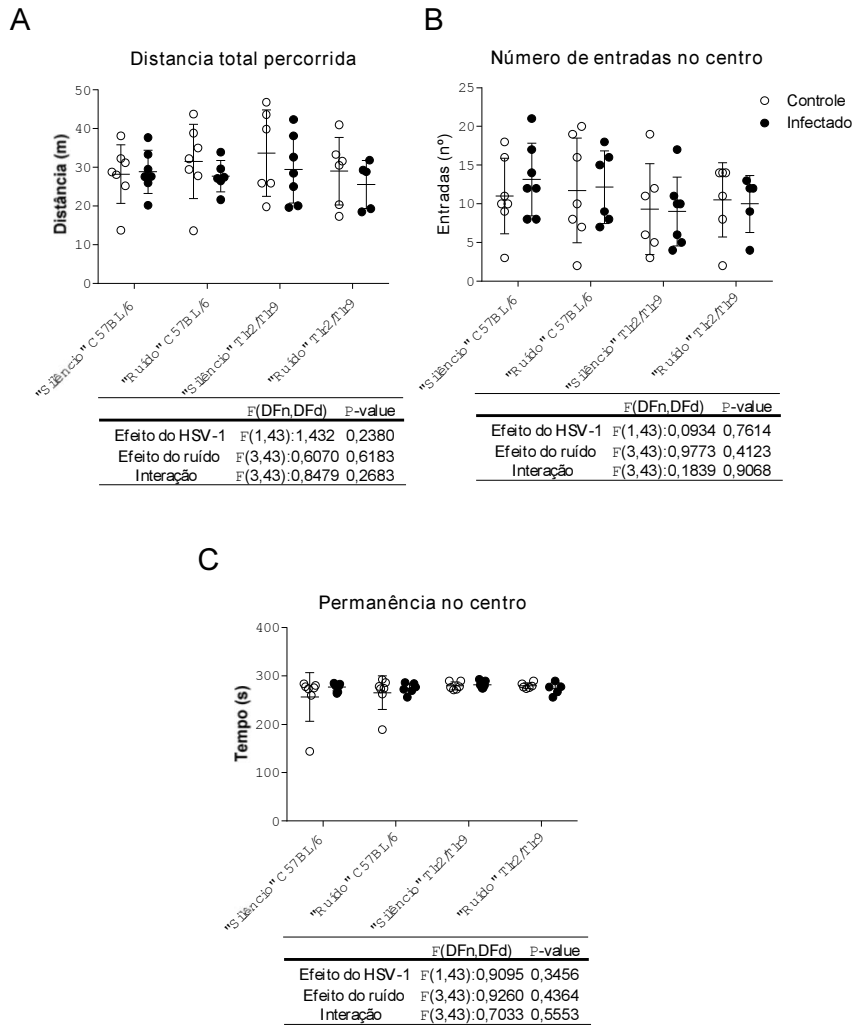 A
Distancia total percorrida
Distância (m)
50
40
30
20
10
0
"Silêncio" C57BL/6
"Ruído" C57BL/6
"Silêncio" Tlr2/Tlr9
"Ruído" Tlr2/Tlr9
F(DFn,DFd) P-value
Efeito do HSV-1 F(1,43):1,432 0,2380
Efeito do ruído F(3,43):0,6070 0,6183
Interação F(3,43):0,8479 0,2683
B
Número de entradas no centro
Controle
Infectado
Entradas (nº)
25
20
15
10
5
0
"Silêncio" C57BL/6
"Ruído" C57BL/6
"Silêncio" Tlr2/Tlr9
"Ruído" Tlr2/Tlr9
F(DFn,DFd) P-value
Efeito do HSV-1 F(1,43):0,0934 0,7614
Efeito do ruído F(3,43):0,9773 0,4123
Interação F(3,43):0,1839 0,9068
C
Permanência no centro
Tempo (s)
400
300
200
100
0
"Silêncio" C57BL/6
"Ruído" C57BL/6
"Silêncio" Tlr2/Tlr9
"Ruído" Tlr2/Tlr9
F(DFn,DFd) P-value
Efeito do HSV-1 F(1,43):0,9095 0,3456
Efeito do ruído F(3,43):0,9260 0,4364
Interação F(3,43):0,7033 0,5553